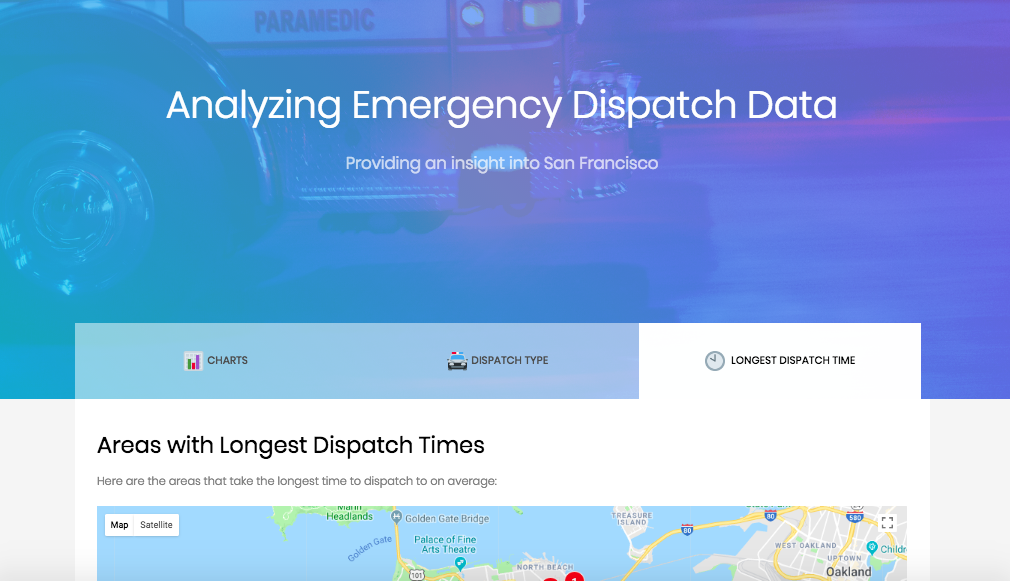 PARAMEDIC
Analyzing Emergency Dispatch Data
Providing an insight into San Francisco
CHARTS
DISPATCH TYPE
LONGEST DISPATCH TIME
Areas with Longest Dispatch Times
Here are the areas that take the longest time to dispatch to on average:
Map
Satellite
Marin
Headlands
Golden Gate Bridge
Golden Gate
Palace of Fine
Arts Theatre
101
NORTH BEACH
1
TREASURE
ISLAND
80
80
580
WEST OAKLAND
UPTOWN
Childr
Oakland